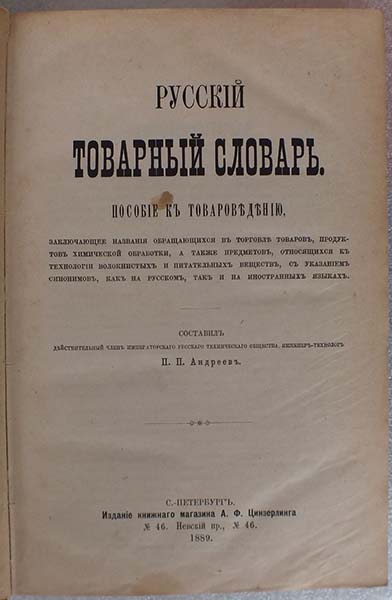 РУССКІЙ
ТОВАРНЫЙ СЛОВАРЬ.
ПОСОБІЕ КЪ ТОВАРОВѢДѢНІЮ,
ЗАКЛЮЧАЮЩЕЕ НАЗВАНІЯ ОБРАЩАЮЩИХСЯ ВЪ ТОРГОВЛѢ ТОВАРОВЪ, ПРОДУК-
ТОВЪ ХИМИЧЕСКОЙ ОБРАБОТКИ, А ТАКЖЕ ПРЕДМЕТОВЪ, ОТНОСЯЩИХСЯ КЪ
ТЕХНОЛОГІИ ВОЛОКНИСТЫХЪ И ПИТАТЕЛЬНЫХЪ ВЕЩЕСТВЪ, СЪ УКАЗАНІЕМЪ
СИНОНИМОВЪ, КАКЪ НА РУССКОМЪ, ТАКЪ И НА ИНОСТРАННЫХЪ ЯЗЫКАХЪ.
СОСТАВИЛЪ
ДѢЙСТВИТЕЛЬНЫЙ ЧЛЕНЪ ИМПЕРАТОРСКАГО РУССКАГО ТЕХНИЧЕСКАГО ОБЩЕСТВА, ИНЖЕНЕРЪ-ТЕХНОЛОГЪ
П. П. Андреевъ.
С.-ПЕТЕРБУРГЪ.
Изданіе книжнаго магазина А. Ф. Цинзерлинга
№ 46. Невскій пр., № 46.
1889.